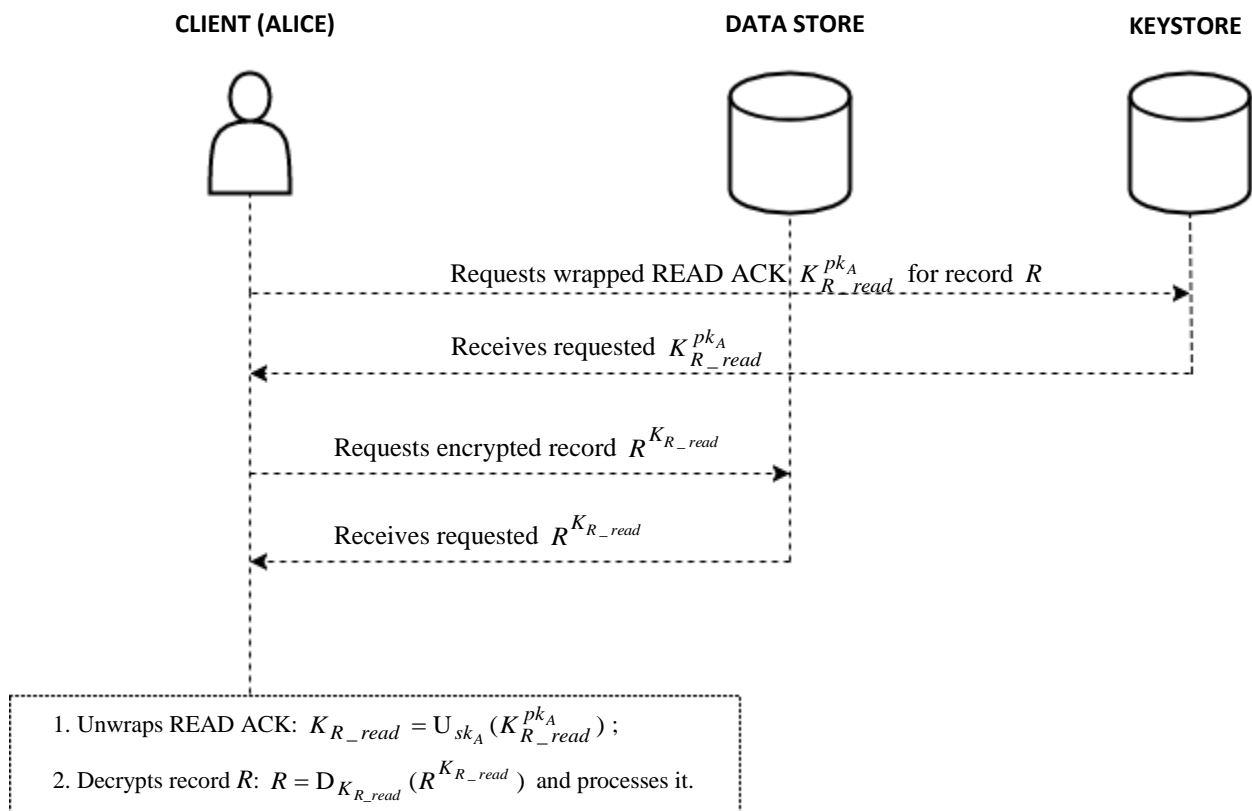 CLIENT (ALICE) DATA STORE KEYSTORE
Requests wrapped READ ACK K_{R_read}^{pk_A} for record R
Receives requested K_{R_read}^{pk_A}
Requests encrypted record R^{K_{R_read}}
Receives requested R^{K_{R_read}}
1. Unwraps READ ACK: K_{R_read} = U_{sk_A}(K_{R_read}^{pk_A});
2. Decrypts record R: R = D_{K_{R_read}}(R^{K_{R_read}}) and processes it.